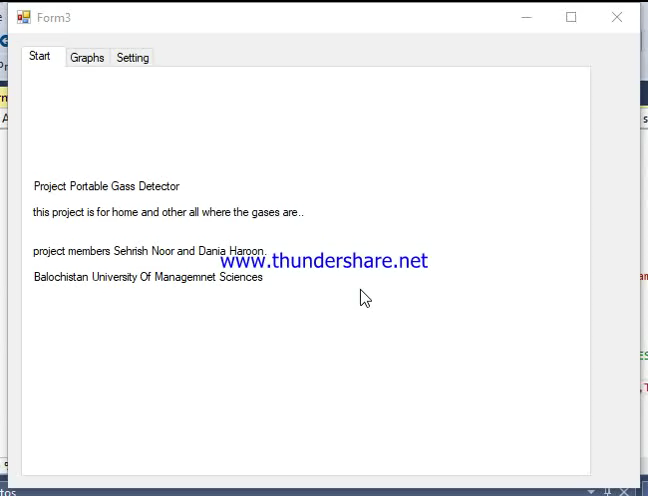 Form3
Start Graphs Setting
Project Portable Gass Detector
this project is for home and other all where the gases are..
project members Sehrish Noor and Dania Haroon.
www.thundershare.net
Balochistan University Of Managemnet Sciences